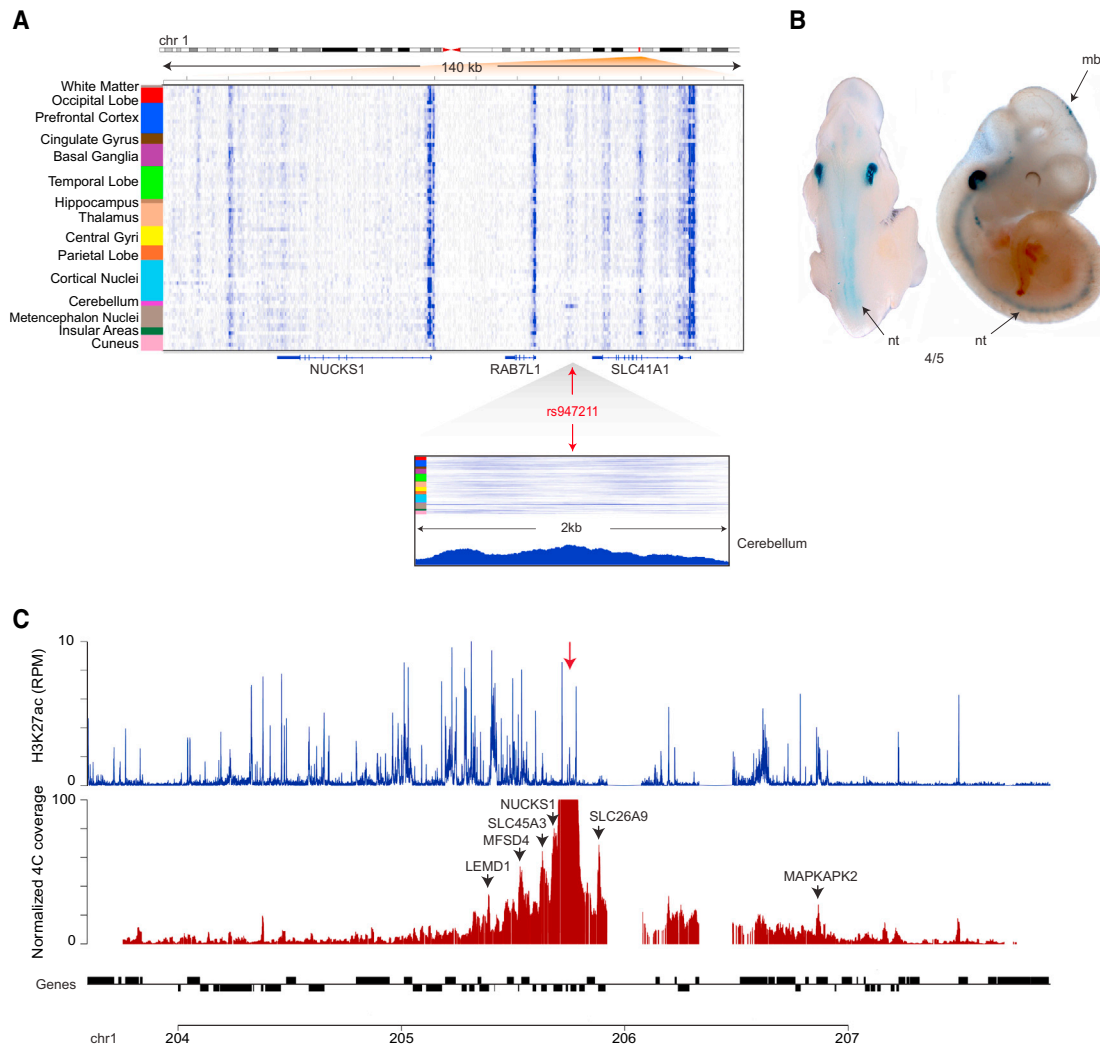 A
chr 1
140 kb
White Matter
Occipital Lobe
Prefrontal Cortex
Cingulate Gyrus
Basal Ganglia
Temporal Lobe
Hippocampus
Thalamus
Central Gyri
Parietal Lobe
Cortical Nuclei
Cerebellum
Metencephalon Nuclei
Insular Areas
Cuneus
NUCKS1 RAB7L1 SLC41A1
rs947211
2kb
Cerebellum
B
mb
nt nt
4/5
C
H3K27ac (RPM)
10
0
Normalized 4C coverage
100
0
NUCKS1
SLC45A3
MFSD4
LEMD1
SLC26A9
MAPKAPK2
Genes
chr1 204 205 206 207